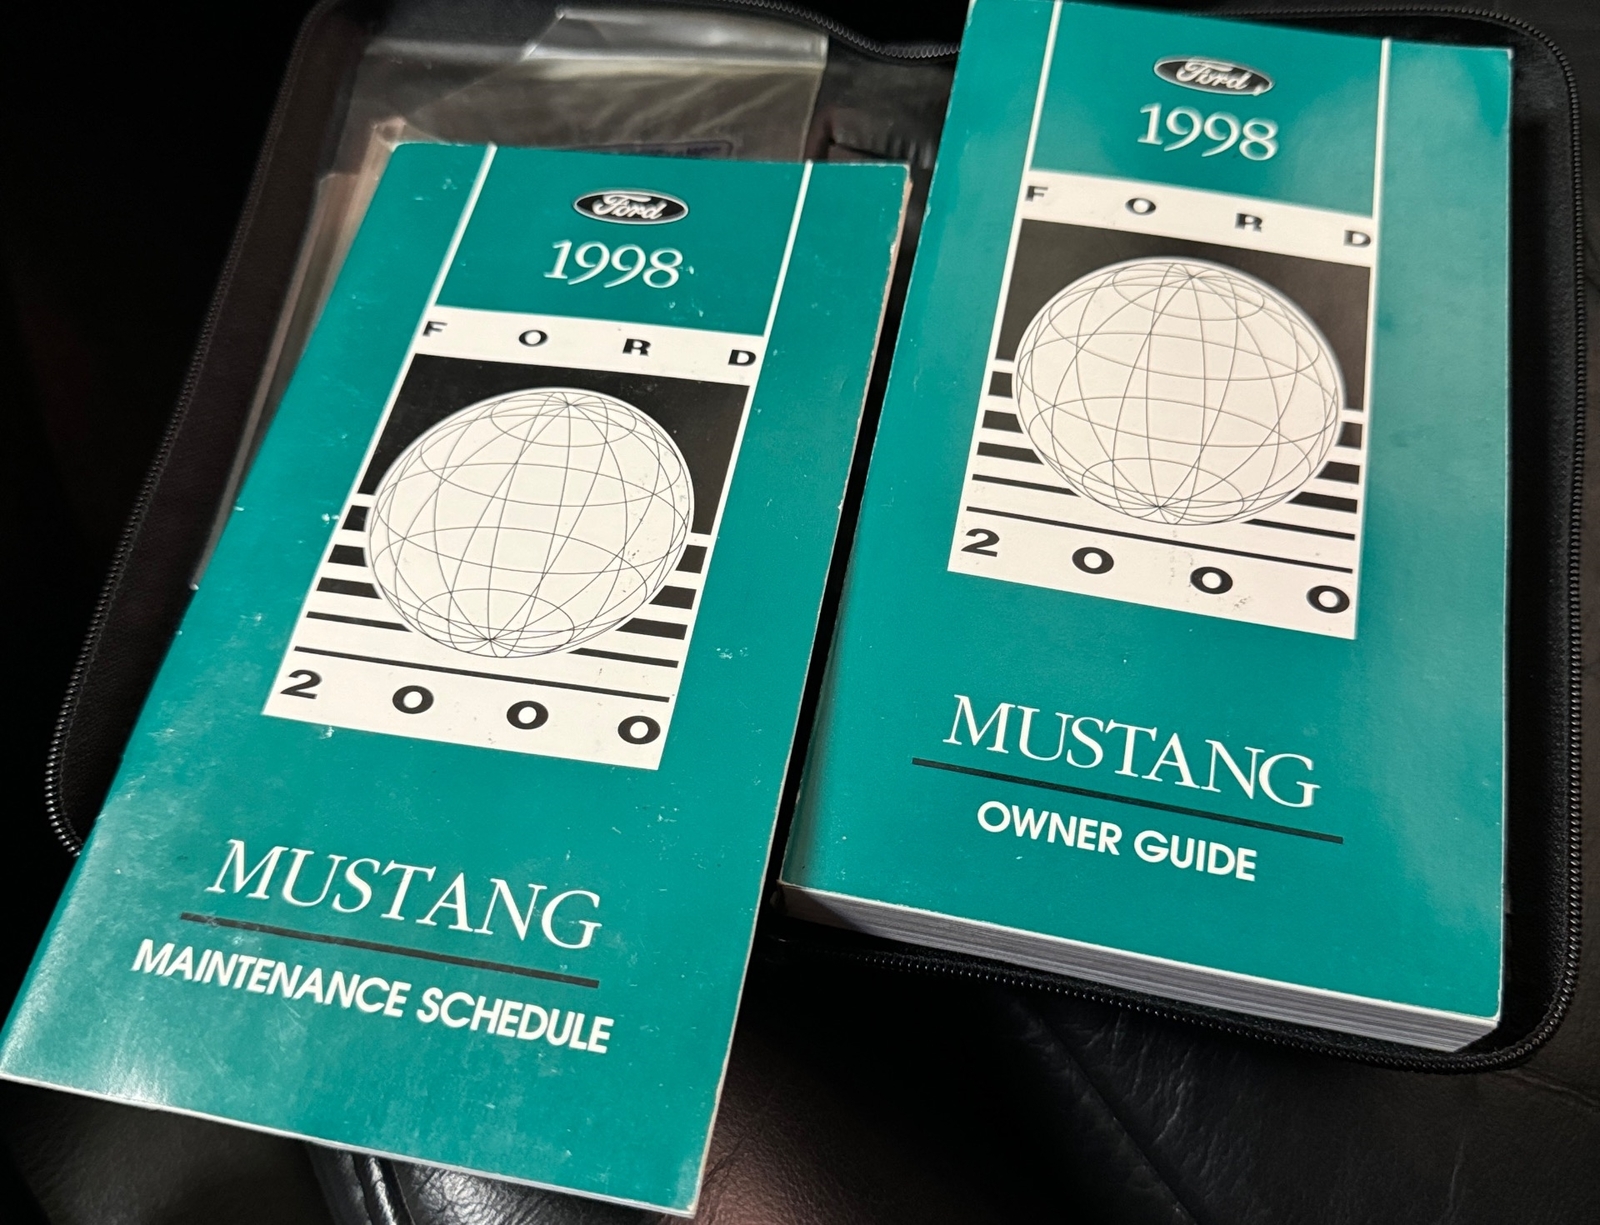 Ford
1998
FORD
2000
MUSTANG
MAINTENANCE SCHEDULE
Ford
1998
FORD
2000
MUSTANG
OWNER GUIDE